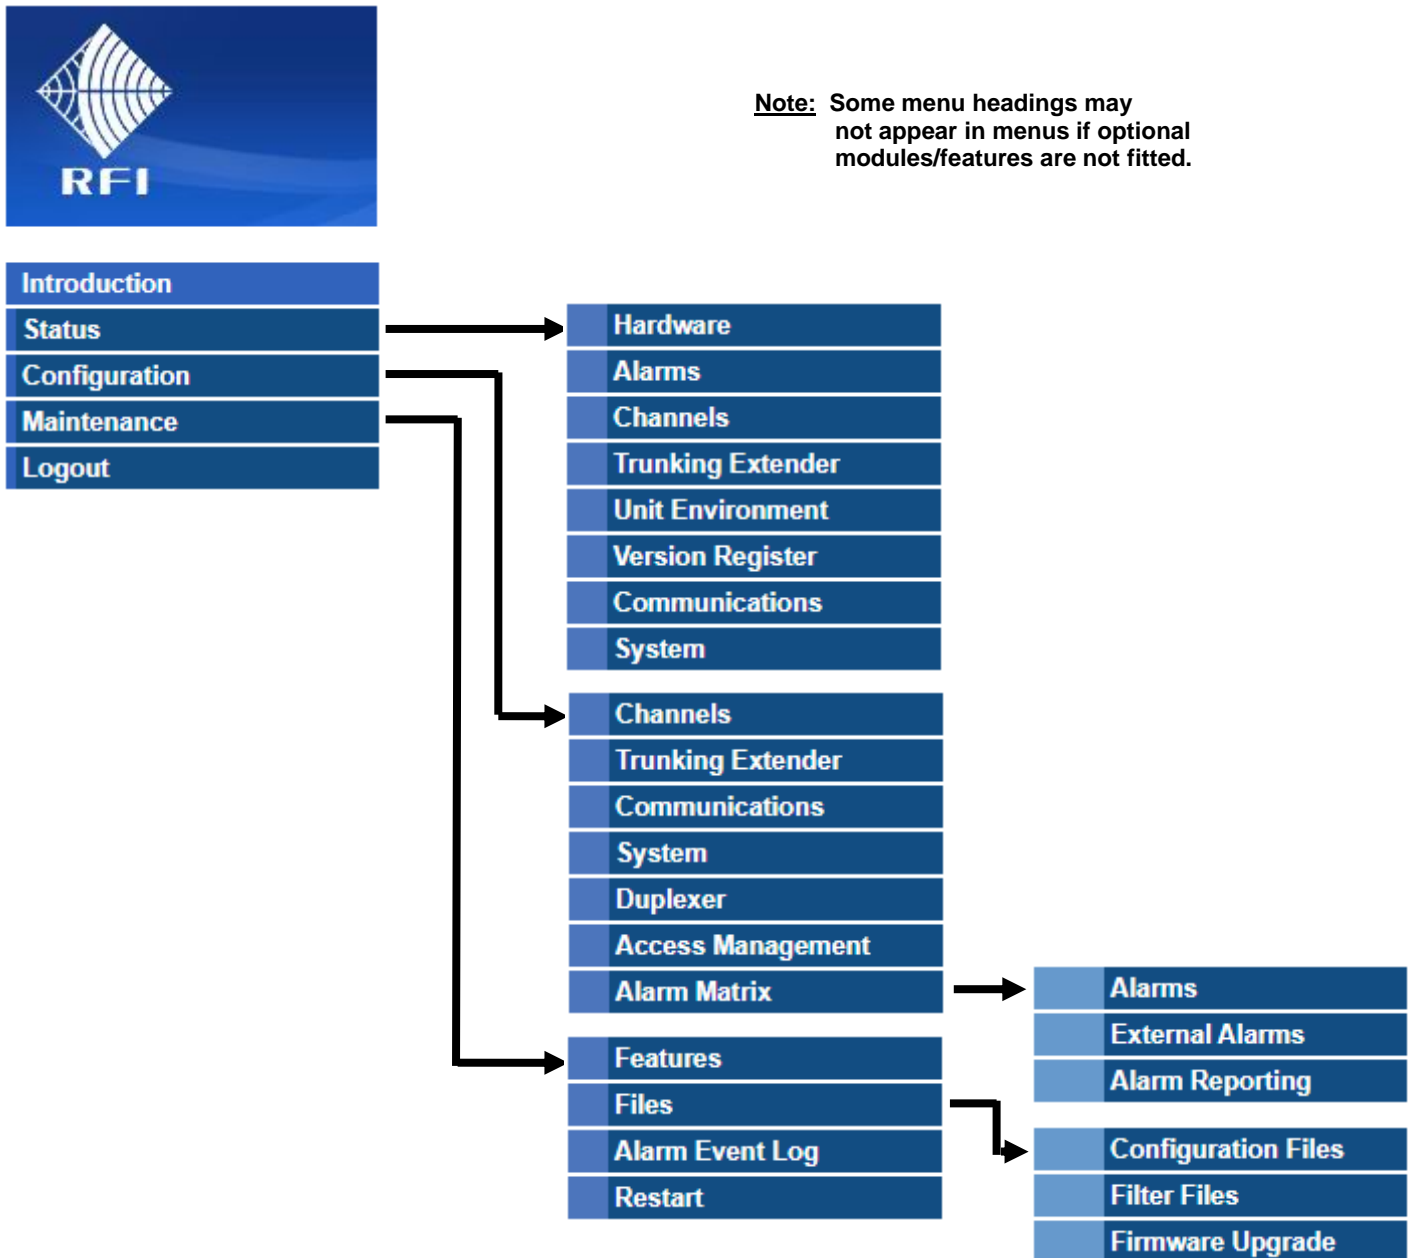 RFI
Note: Some menu headings may
not appear in menus if optional
modules/features are not fitted.
Introduction
Status
Configuration
Maintenance
Logout
Hardware
Alarms
Channels
Trunking Extender
Unit Environment
Version Register
Communications
System
Channels
Trunking Extender
Communications
System
Duplexer
Access Management
Alarm Matrix
Alarms
External Alarms
Alarm Reporting
Features
Files
Alarm Event Log
Restart
Configuration Files
Filter Files
Firmware Upgrade